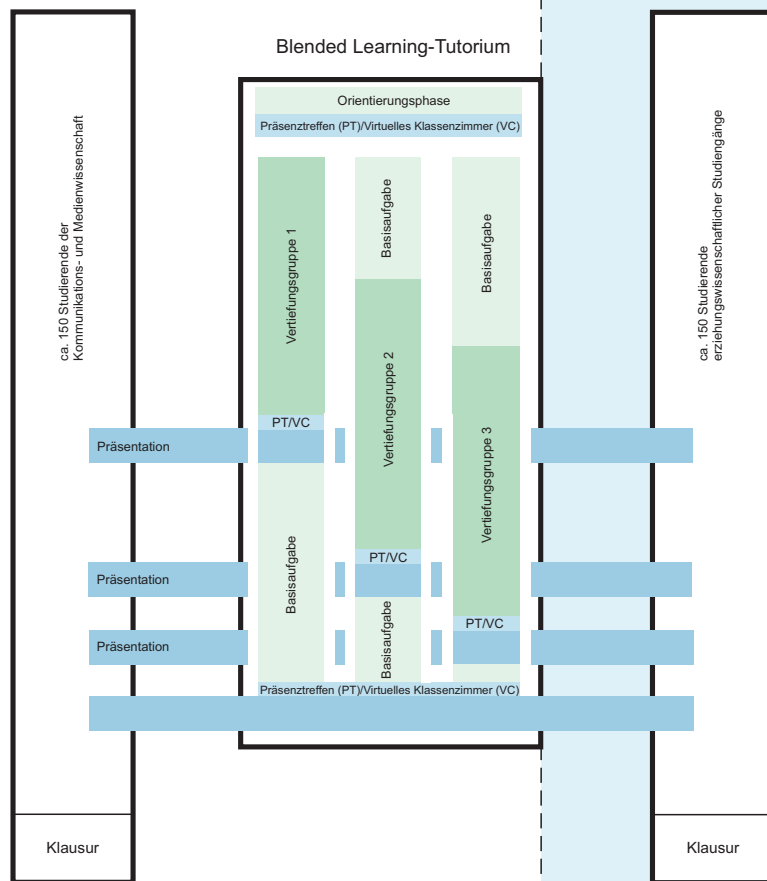 Blended Learning-Tutorium
Orientierungsphase
Präsenztreffen (PT)/Virtuelles Klassenzimmer (VC)
ca. 150 Studierende der
Kommunikations- und Medienwissenschaft
Vertiefungsgruppe 1
Basisaufgabe
Basisaufgabe
ca. 150 Studierende
erziehungswissenschaftlicher Studiengänge
Vertiefungsgruppe 2
Vertiefungsgruppe 3
PT/VC
Präsentation
Basisaufgabe
PT/VC
Präsentation
Basisaufgabe
PT/VC
Präsentation
Präsenztreffen (PT)/Virtuelles Klassenzimmer (VC)
Klausur
Klausur